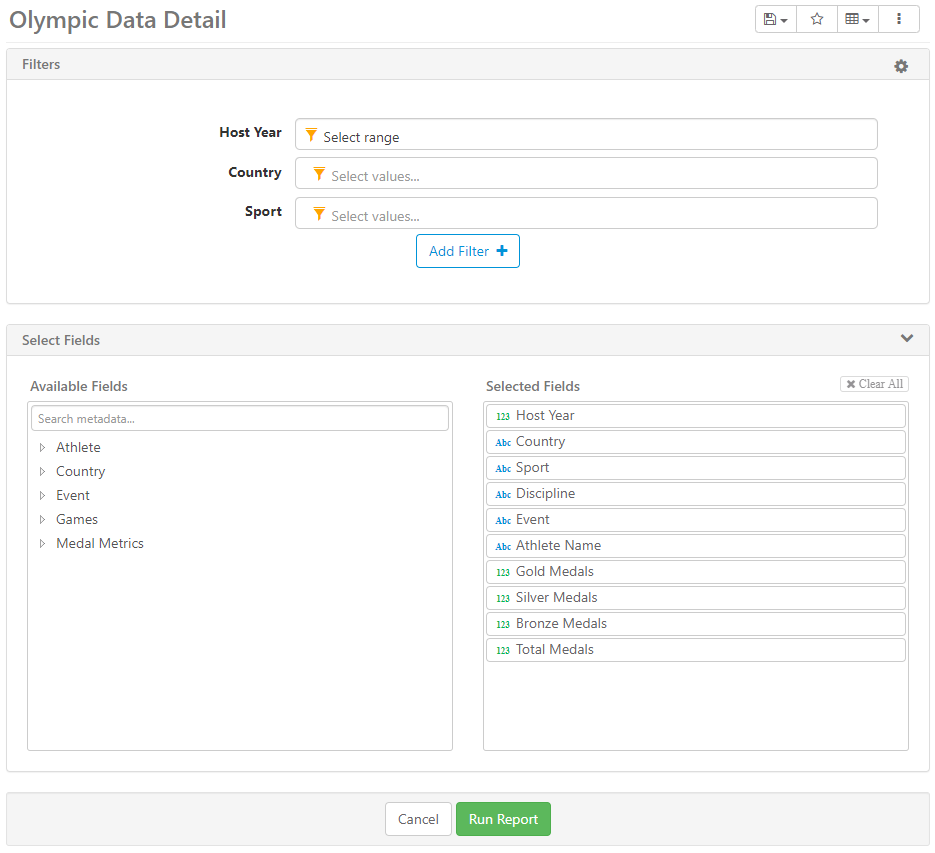 Olympic Data Detail
Filters
Host Year
Select range
Country
Select values...
Sport
Select values...
Add Filter
Select Fields
Available Fields
Search metadata...
Athlete
Country
Event
Games
Medal Metrics
Selected Fields
Clear All
123 Host Year
Abc Country
Abc Sport
Abc Discipline
Abc Event
Abc Athlete Name
123 Gold Medals
123 Silver Medals
123 Bronze Medals
123 Total Medals
Cancel
Run Report